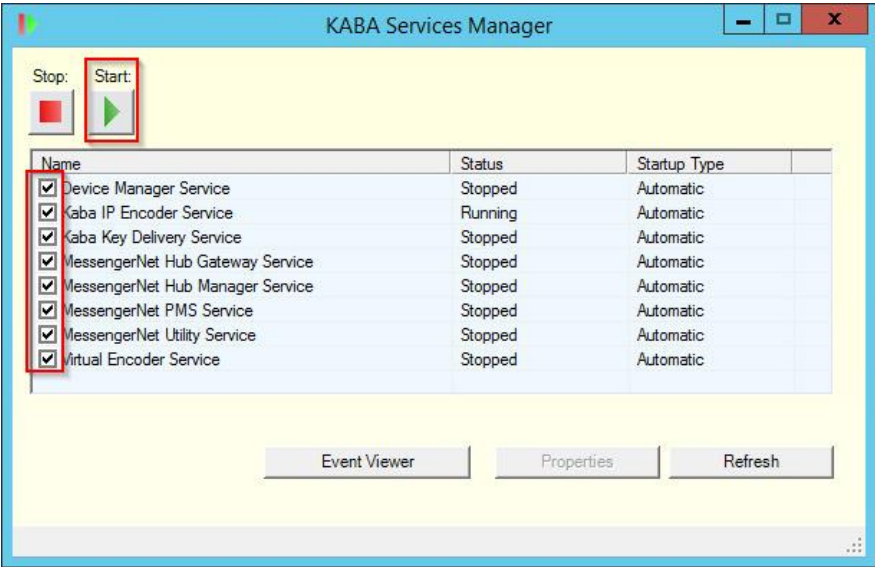 KABA Services Manager
Stop: Start:
Name Status Startup Type
Device Manager Service Stopped Automatic
Kaba IP Encoder Service Running Automatic
Kaba Key Delivery Service Stopped Automatic
MessengerNet Hub Gateway Service Stopped Automatic
MessengerNet Hub Manager Service Stopped Automatic
MessengerNet PMS Service Stopped Automatic
MessengerNet Utility Service Stopped Automatic
Virtual Encoder Service Stopped Automatic
Event Viewer Properties Refresh